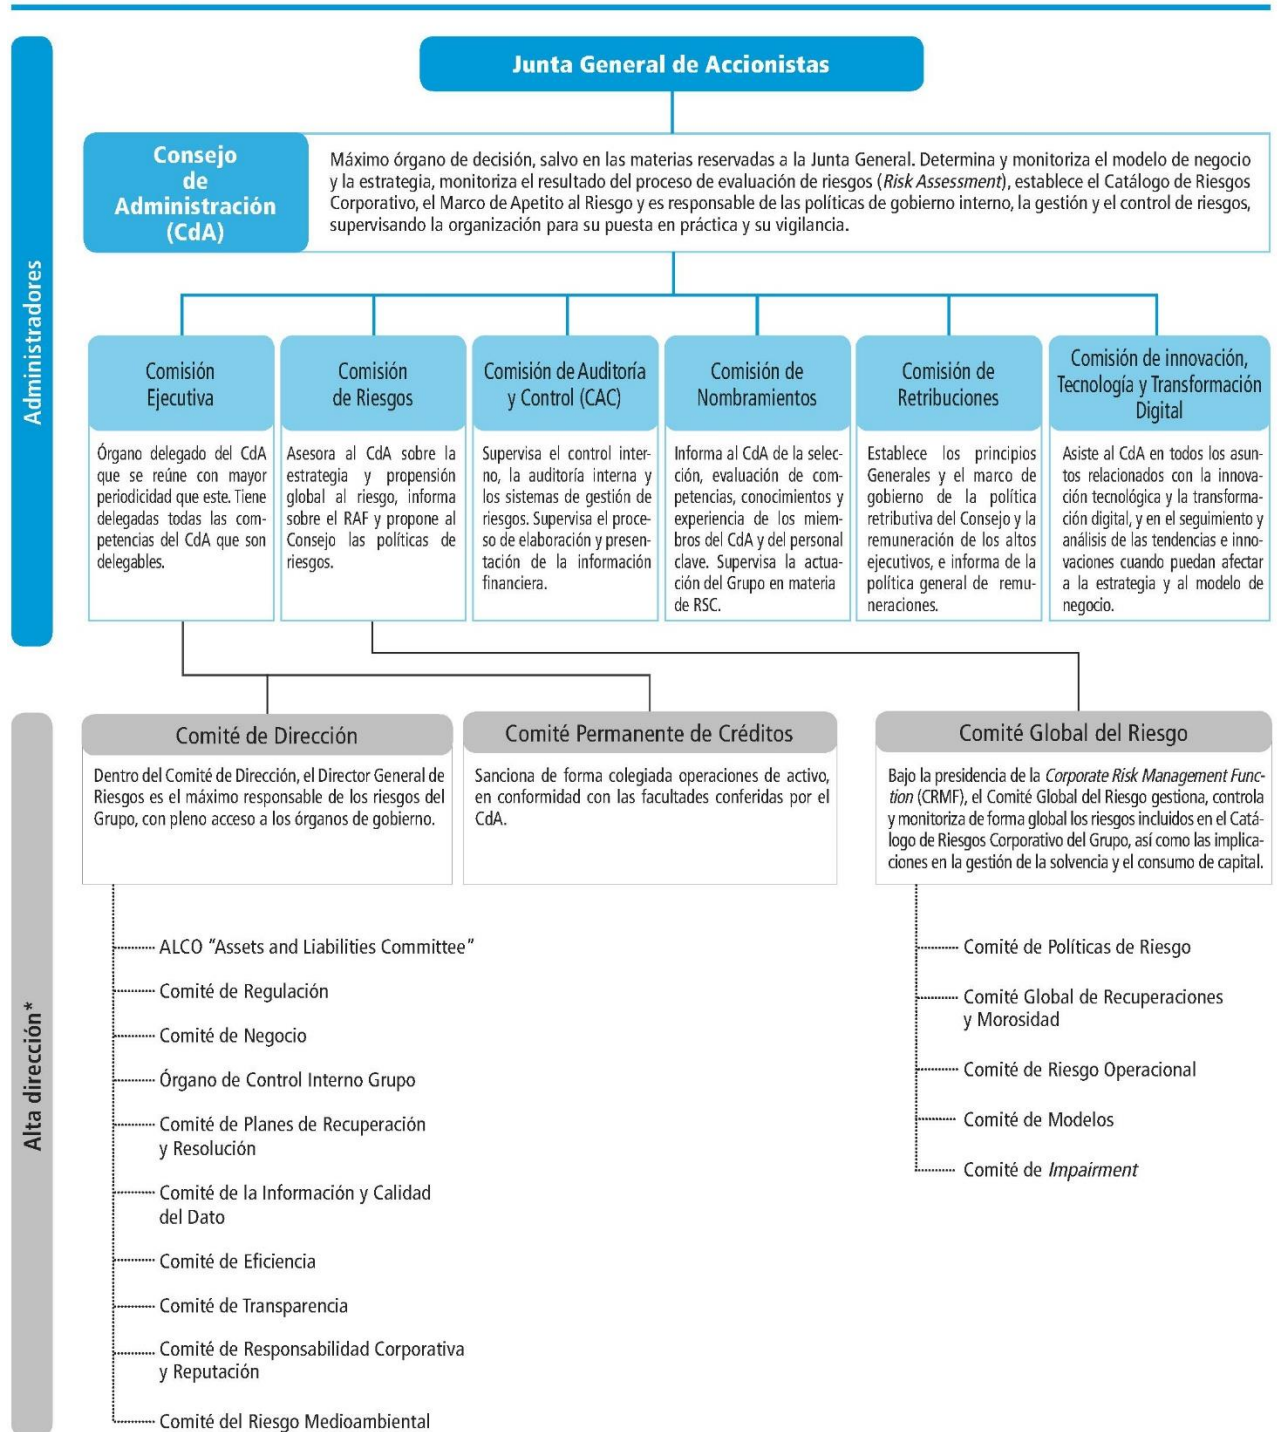 Junta General de Accionistas
Administradores
Consejo
de
Administración
(CdA)
Máximo órgano de decisión, salvo en las materias reservadas a la Junta General. Determina y monitoriza el modelo de negocio
y la estrategia, monitoriza el resultado del proceso de evaluación de riesgos (Risk Assessment), establece el Catálogo de Riesgos
Corporativo, el Marco de Apetito al Riesgo y es responsable de las políticas de gobierno interno, la gestión y el control de riesgos,
supervisando la organización para su puesta en práctica y su vigilancia.
Comisión
Ejecutiva
Órgano delegado del CdA
que se reúne con mayor
periodicidad que este. Tiene
delegadas todas las com-
petencias del CdA que son
delegables.
Comisión
de Riesgos
Asesora al CdA sobre la
estrategia y propensión
global al riesgo, informa
sobre el RAF y propone al
Consejo las políticas de
riesgos.
Comisión de Auditoría
y Control (CAC)
Supervisa el control inter-
no, la auditoría interna y
los sistemas de gestión de
riesgos. Supervisa el proce-
so de elaboración y presen-
tación de la información
financiera.
Comisión de
Nombramientos
Informa al CdA de la selec-
ción, evaluación de com-
petencias, conocimientos y
experiencia de los miem-
bros del CdA y del personal
clave. Supervisa la actua-
ción del Grupo en materia
de RSC.
Comisión de
Retribuciones
Establece los principios
Generales y el marco de
gobierno de la política
retributiva del Consejo y la
remuneración de los altos
ejecutivos, e informa de la
política general de remu-
neraciones.
Comisión de innovación,
Tecnología y Transformación
Digital
Asiste al CdA en todos los asun-
tos relacionados con la innova-
ción tecnológica y la transforma-
ción digital, y en el seguimiento y
análisis de las tendencias e inno-
vaciones cuando puedan afectar
a la estrategia y al modelo de
negocio.
Alta dirección*
Comité de Dirección
Dentro del Comité de Dirección, el Director General de
Riesgos es el máximo responsable de los riesgos del
Grupo, con pleno acceso a los órganos de gobierno.
ALCO “Assets and Liabilities Committee”
Comité de Regulación
Comité de Negocio
Órgano de Control Interno Grupo
Comité de Planes de Recuperación
y Resolución
Comité de la Información y Calidad
del Dato
Comité de Eficiencia
Comité de Transparencia
Comité de Responsabilidad Corporativa
y Reputación
Comité del Riesgo Medioambiental
Comité Permanente de Créditos
Sanciona de forma colegiada operaciones de activo,
en conformidad con las facultades conferidas por el
CdA.
Comité Global del Riesgo
Bajo la presidencia de la Corporate Risk Management Func-
tion (CRMF), el Comité Global del Riesgo gestiona, controla
y monitoriza de forma global los riesgos incluidos en el Catá-
logo de Riesgos Corporativo del Grupo, así como las implica-
ciones en la gestión de la solvencia y el consumo de capital.
Comité de Políticas de Riesgo
Comité Global de Recuperaciones
y Morosidad
Comité de Riesgo Operacional
Comité de Modelos
Comité de Impairment